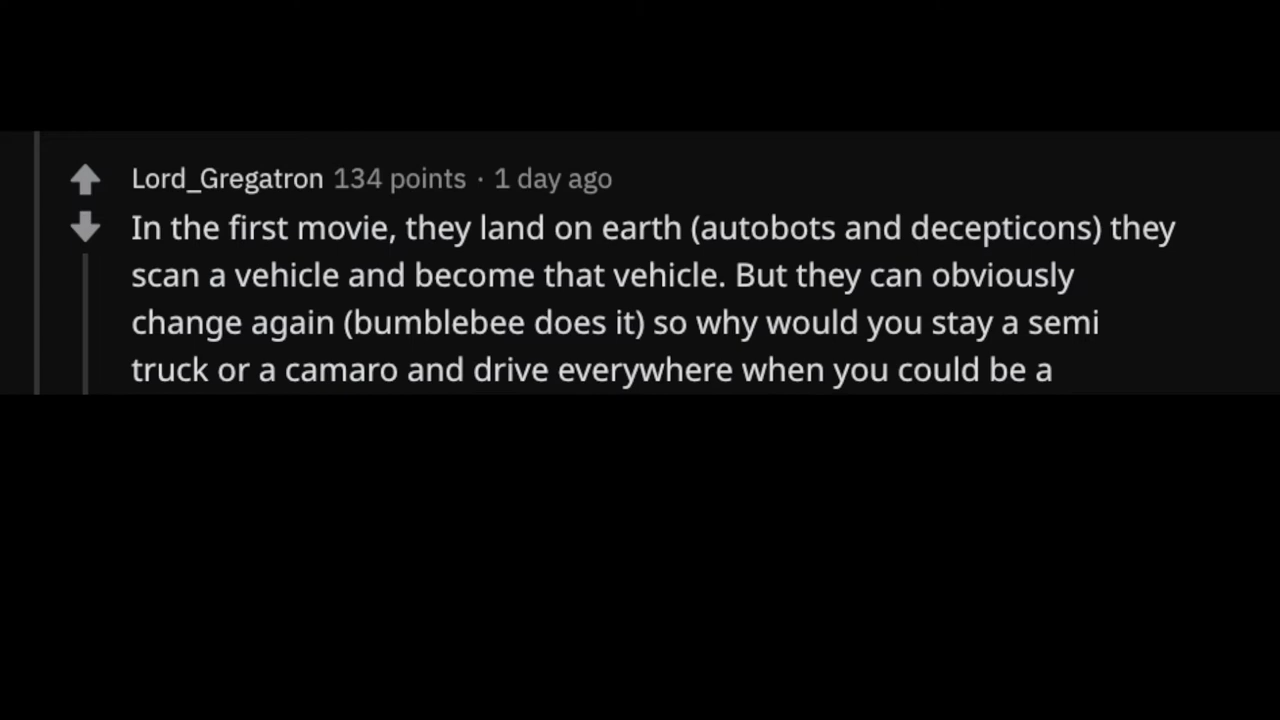 Lord_Gregatron 134 points · 1 day ago
In the first movie, they land on earth (autobots and decepticons) they
scan a vehicle and become that vehicle. But they can obviously
change again (bumblebee does it) so why would you stay a semi
truck or a camaro and drive everywhere when you could be a